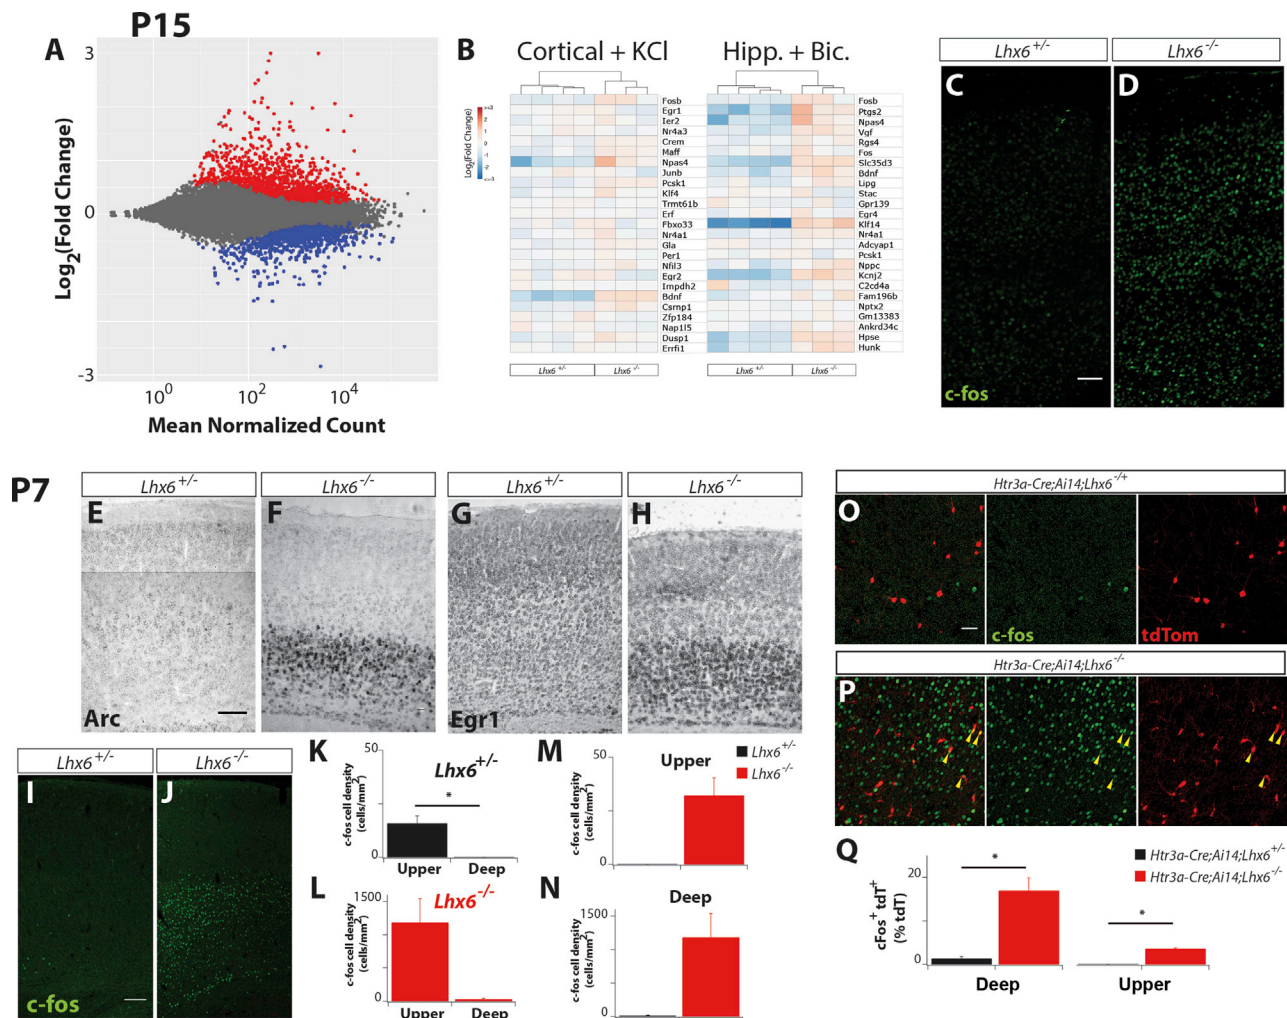 P15
A
3
0
-3
Log2(Fold Change)
10^0
10^2
10^4
Mean Normalized Count
B
Cortical + KCl
Hipp. + Bic.
Log2(Fold Change)
2
1
0
-1
-2
Fosb
Egr1
Ier2
Nr4a3
Crem
Maff
Npas4
Junb
Pcsk1
Klf4
Trmt61b
Erf
Fbxo33
Nr4a1
Gla
Per1
Nfil3
Egr2
Impdh2
Bdnf
Csrnp1
Zfp184
Nap1l5
Dusp1
Errfi1
Lhx6 +/-
Lhx6 -/-
Fosb
Ptgs2
Npas4
Vgf
Rgs4
Fos
Slc35d3
Bdnf
Lipg
Stac
Gpr139
Egr4
Klf14
Nr4a1
Adcyap1
Pcsk1
Nppc
Kcnj2
C2cd4a
Fam196b
Nptx2
Gm13383
Ankrd34c
Hpse
Hunk
Lhx6 +/-
Lhx6 -/-
Lhx6 +/-
Lhx6 -/-
C
D
c-fos
P7
Lhx6 +/-
Lhx6 -/-
Lhx6 +/-
Lhx6 -/-
E
F
G
H
Arc
Egr1
Lhx6 +/-
Lhx6 -/-
I
J
c-fos
K
50
0
c-fos cell density
(cells/mm2)
Lhx6 +/-
*
Upper
Deep
L
1500
0
c-fos cell density
(cells/mm2)
Lhx6 -/-
Upper
Deep
M
50
0
c-fos cell density
(cells/mm2)
Upper
Lhx6 +/-
Lhx6 -/-
N
1500
0
c-fos cell density
(cells/mm2)
Deep
Htr3a-Cre;Ai14;Lhx6 -/+
O
c-fos
tdTom
Htr3a-Cre;Ai14;Lhx6 -/-
P
Q
20
0
cFos+ tdT+
(% tdT)
*
*
Deep
Upper
Htr3a-Cre;Ai14;Lhx6 +/-
Htr3a-Cre;Ai14;Lhx6 -/-